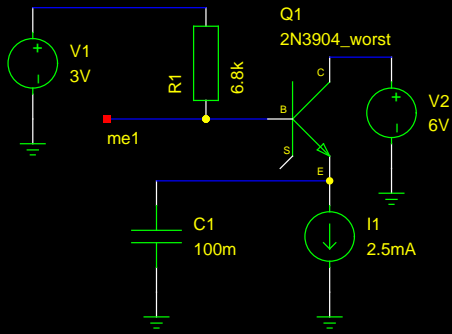 Q1
2N3904_worst
V1
3V
R1
6.8k
C
B
V2
6V
me1
S
E
C1
100m
I1
2.5mA